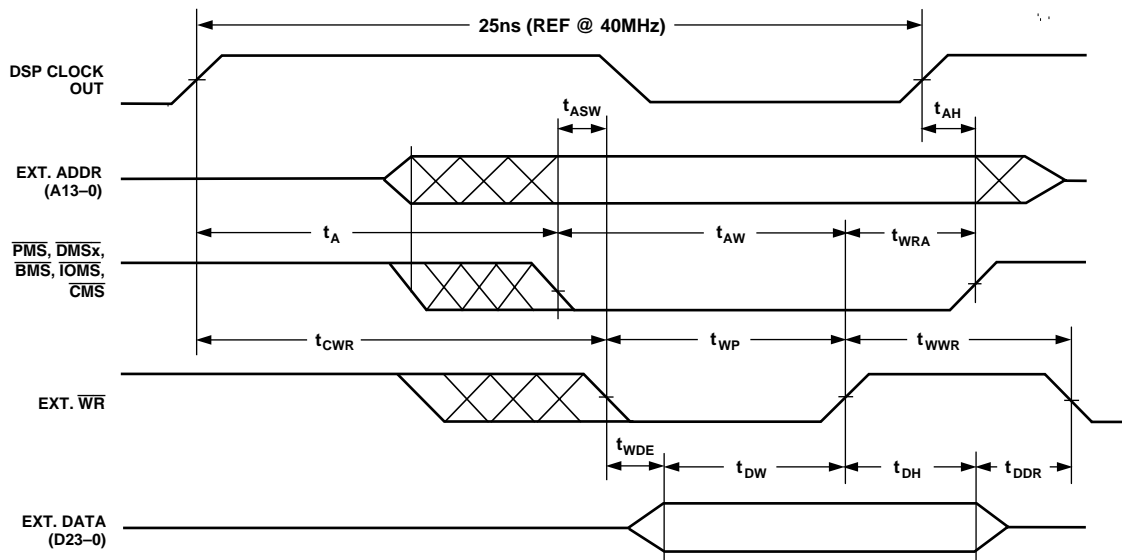 25ns (REF @ 40MHz)
DSP CLOCK
OUT
tASW
tAH
EXT. ADDR
(A13–0)
tA
tAW
tWRA
PMS, DMSx,
BMS, IOMS,
CMS
tCWR
tWP
tWWR
EXT. WR
tWDE
tDW
tDH
tDDR
EXT. DATA
(D23–0)